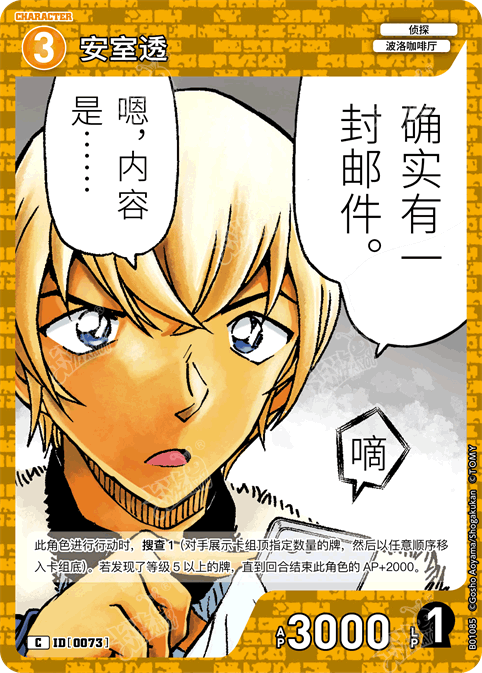 CHARACTER
3
安室透
侦探
波洛咖啡厅
确实有一
封邮件。
嗯，内容
是……
嘀
此角色进行行动时，搜查 1（对手展示卡组顶指定数量的牌，然后以任意顺序移
入卡组底）。若发现了等级 5 以上的牌，直到回合结束此角色的 AP+2000。
C ID[0073]
AP 3000 LP 1
B01085 ©Gosho Aoyama/Shogakukan ©TOMY